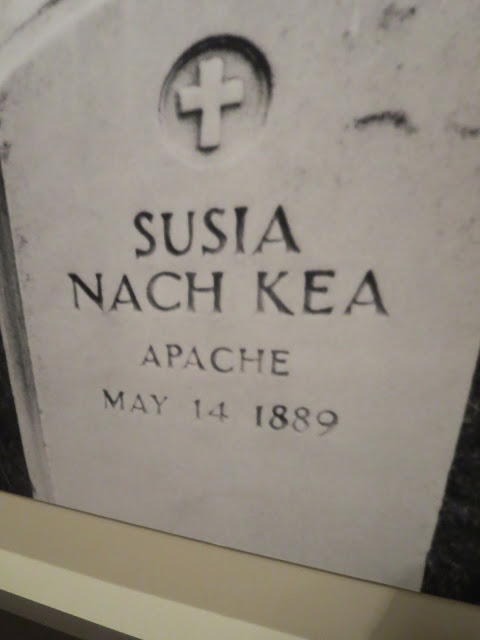 SUSIA
NACH KEA
APACHE
MAY 14 1889